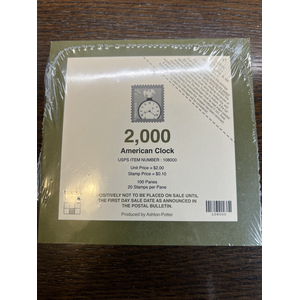 2,000
American Clock
USPS ITEM NUMBER : 108000
Unit Price = $2.00
Stamp Price = $0.10
100 Panes
20 Stamps per Pane
POSITIVELY NOT TO BE PLACED ON SALE UNTIL
THE FIRST DAY SALE DATE AS ANNOUNCED IN
THE POSTAL BULLETIN.
Produced by Ashton Potter
108000